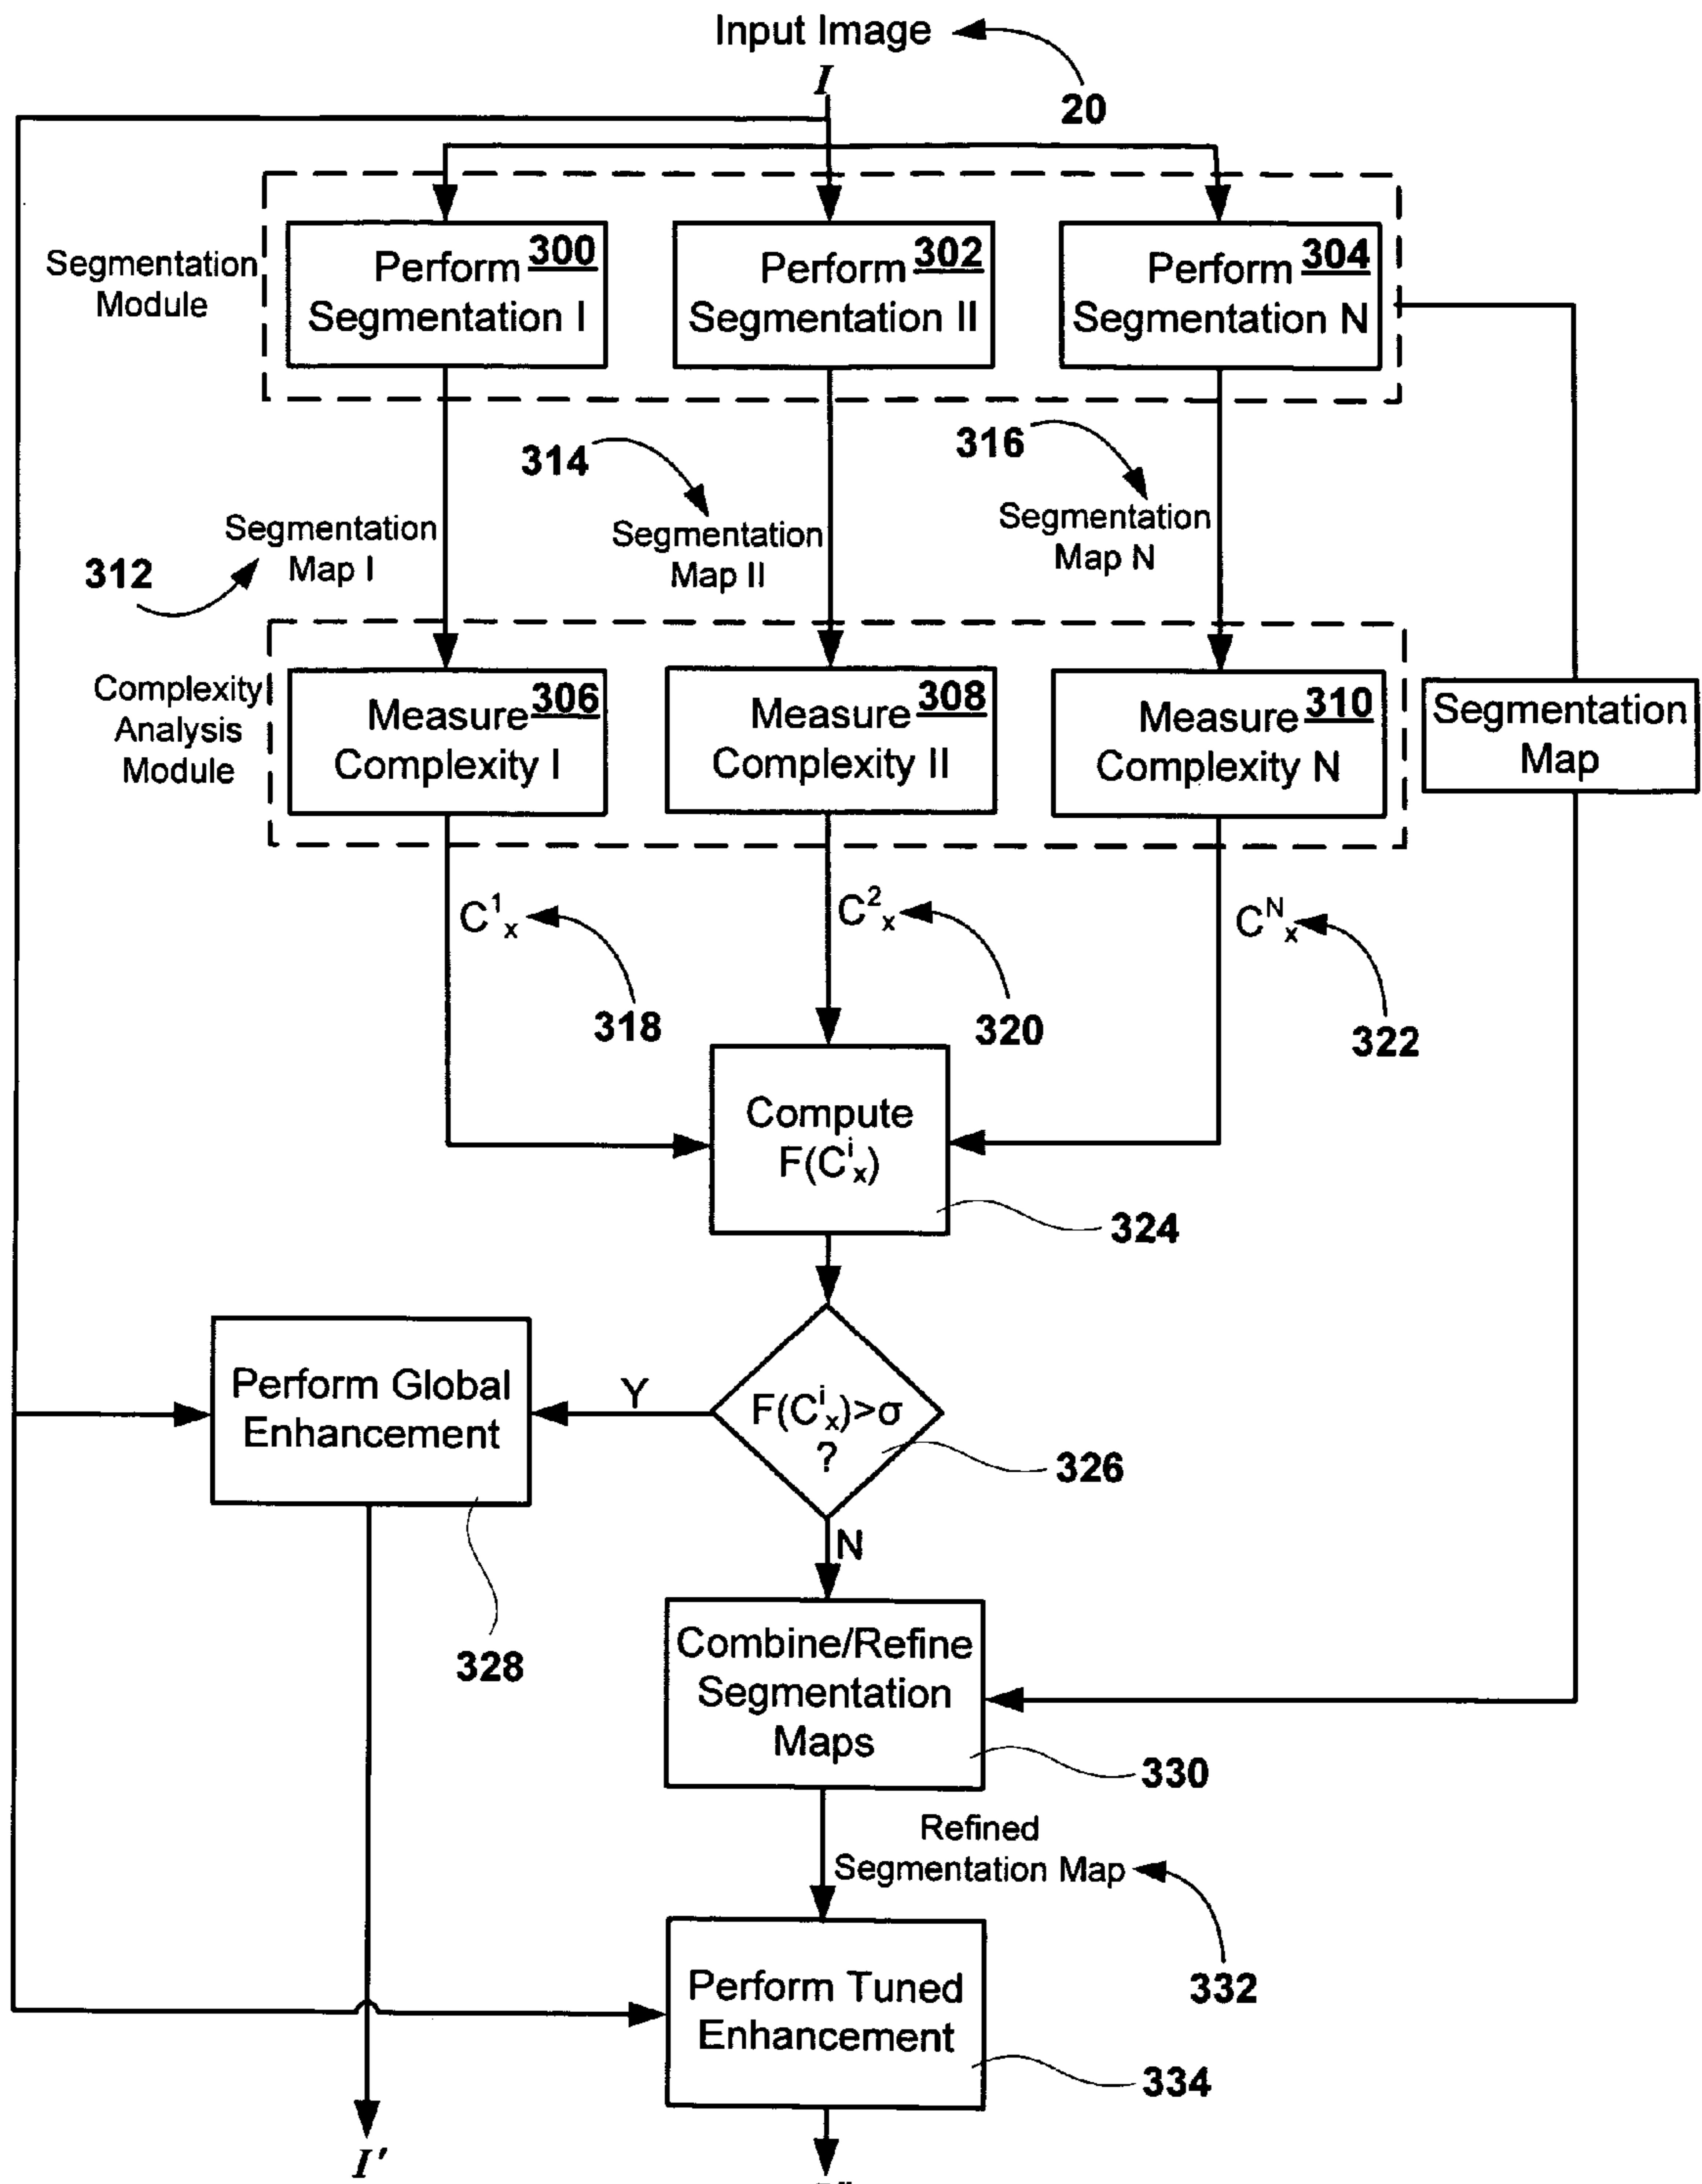 Input Image
I
20
Segmentation
Module
Perform 300
Segmentation I
Perform 302
Segmentation II
Perform 304
Segmentation N
314
316
312
Segmentation
Map I
Segmentation
Map II
Segmentation
Map N
Complexity
Analysis
Module
Measure 306
Complexity I
Measure 308
Complexity II
Measure 310
Complexity N
Segmentation
Map
C¹ₓ
C²ₓ
Cᴺₓ
318
320
322
Compute
F(Cⁱₓ)
324
Perform Global
Enhancement
Y
F(Cⁱₓ)>σ
?
326
N
328
Combine/Refine
Segmentation
Maps
330
Refined
Segmentation Map
332
Perform Tuned
Enhancement
334
I'